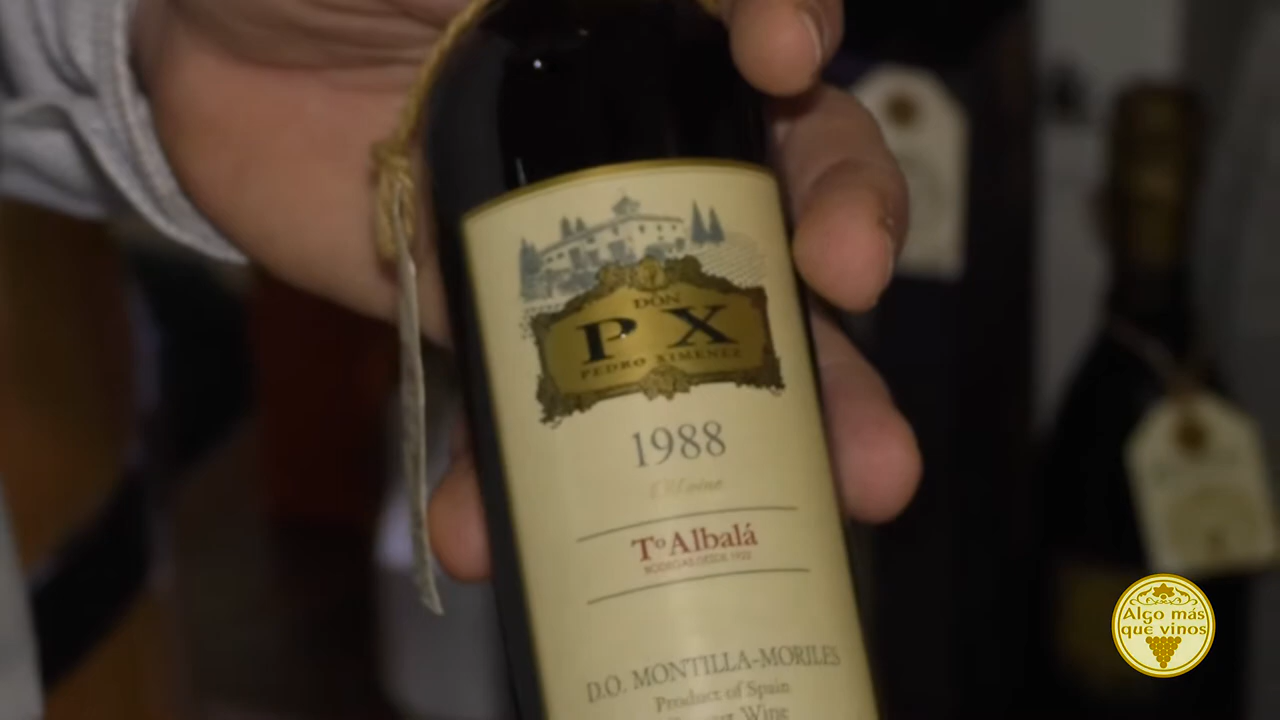 DON
PX
PEDRO XIMENEZ
1988
Tº Albalá
BODEGAS DESDE 1922
D.O. MONTILLA-MORILES
Product of Spain
Wine
Algo más
que vinos